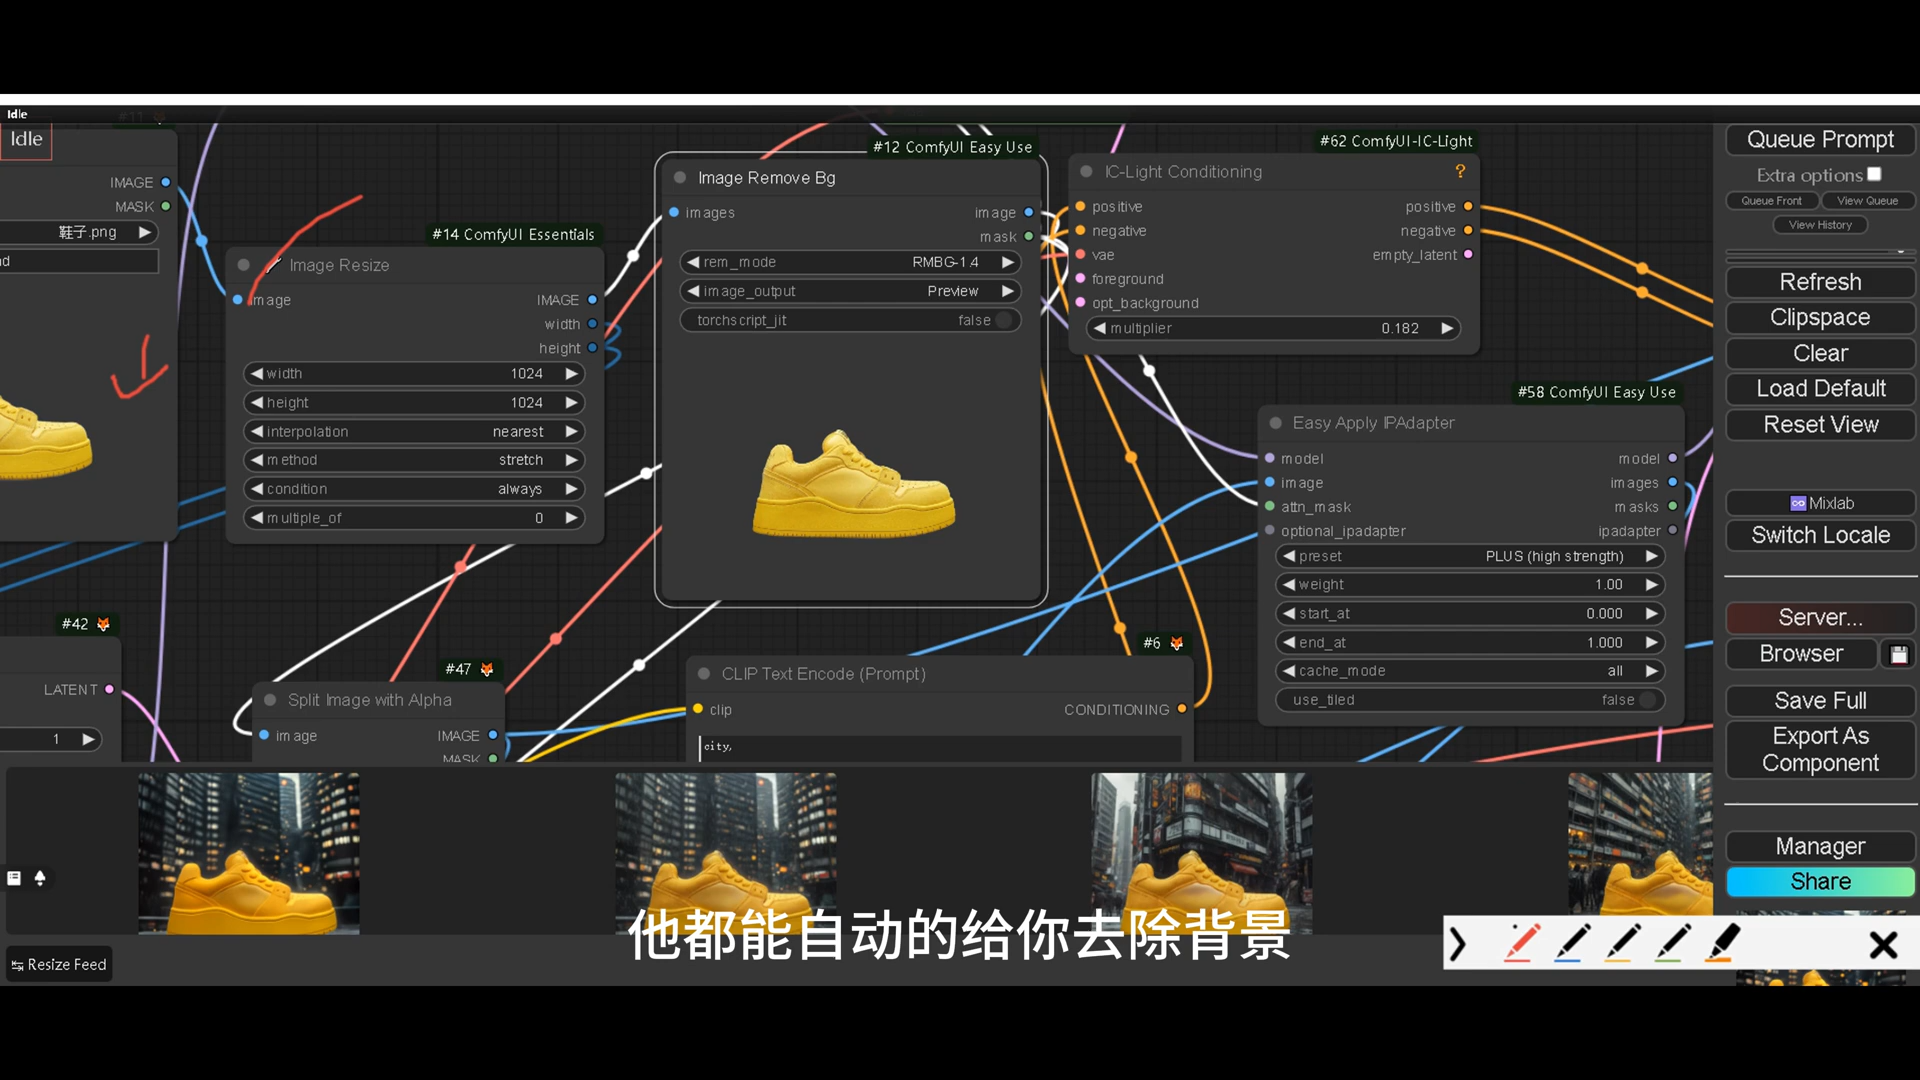 Idle
Idle
IMAGE
MASK
鞋子.png
#14 ComfyUI Essentials
Image Resize
image
IMAGE
width
height
width 1024
height 1024
interpolation nearest
method stretch
condition always
multiple_of 0
#12 ComfyUI Easy Use
Image Remove Bg
images
image
mask
rem_mode RMBG-1.4
image_output Preview
torchscript_jit false
#62 ComfyUI-IC-Light
IC-Light Conditioning ?
positive positive
negative negative
vae empty_latent
foreground
opt_background
multiplier 0.182
#58 ComfyUI Easy Use
Easy Apply IPAdapter
model model
image images
attn_mask masks
optional_ipadapter ipadapter
preset PLUS (high strength)
weight 1.00
start_at 0.000
end_at 1.000
cache_mode all
use_tiled false
#42
LATENT
1
#47
Split Image with Alpha
image IMAGE
MASK
#6
CLIP Text Encode (Prompt)
clip CONDITIONING
city,
Queue Prompt
Extra options
Queue Front View Queue
View History
Refresh
Clipspace
Clear
Load Default
Reset View
Mixlab
Switch Locale
Server...
Browser
Save Full
Export As
Component
Manager
Share
他都能自动的给你去除背景
Resize Feed